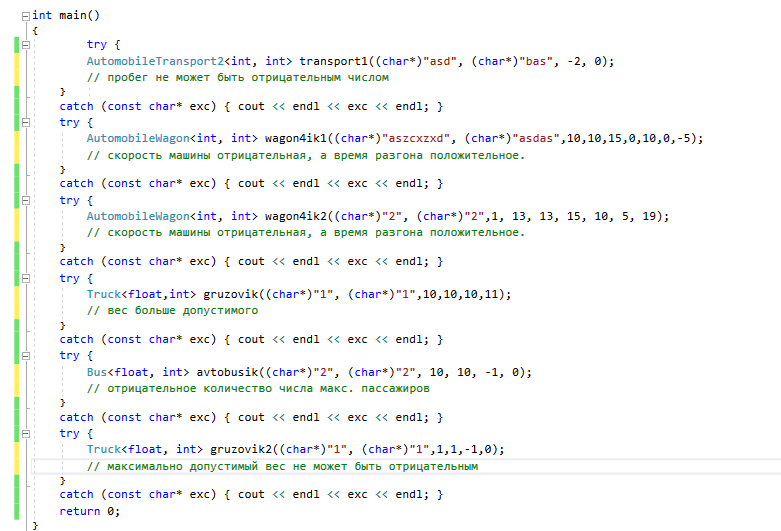 int main()
{
try {
AutomobileTransport2<int, int> transport1((char*)"asd", (char*)"bas", -2, 0);
// пробег не может быть отрицательным числом
}
catch (const char* exc) { cout << endl << exc << endl; }
try {
AutomobileWagon<int, int> wagon4ik1((char*)"aszcxzxd", (char*)"asdas",10,10,15,0,10,0,-5);
// скорость машины отрицательная, а время разгона положительное.
}
catch (const char* exc) { cout << endl << exc << endl; }
try {
AutomobileWagon<int, int> wagon4ik2((char*)"2", (char*)"2",1, 13, 13, 15, 10, 5, 19);
// скорость машины отрицательная, а время разгона положительное.
}
catch (const char* exc) { cout << endl << exc << endl; }
try {
Truck<float,int> gruzovik((char*)"1", (char*)"1",10,10,10,11);
// вес больше допустимого
}
catch (const char* exc) { cout << endl << exc << endl; }
try {
Bus<float, int> avtobusik((char*)"2", (char*)"2", 10, 10, -1, 0);
// отрицательное количество числа макс. пассажиров
}
catch (const char* exc) { cout << endl << exc << endl; }
try {
Truck<float, int> gruzovik2((char*)"1", (char*)"1",1,1,-1,0);
// максимально допустимый вес не может быть отрицательным
}
catch (const char* exc) { cout << endl << exc << endl; }
return 0;
}